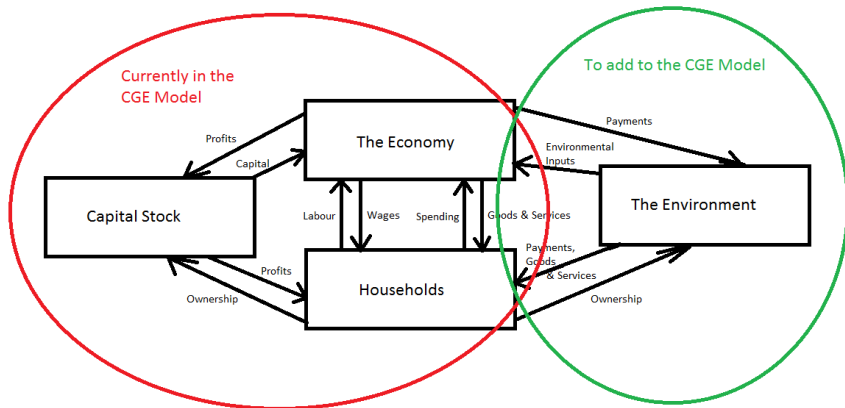 Currently in the
CGE Model
To add to the CGE Model
The Economy
Profits
Capital
Payments
Environmental
Inputs
Capital Stock
The Environment
Labour
Wages
Spending
Goods & Services
Payments,
Goods
& Services
Profits
Ownership
Households
Ownership